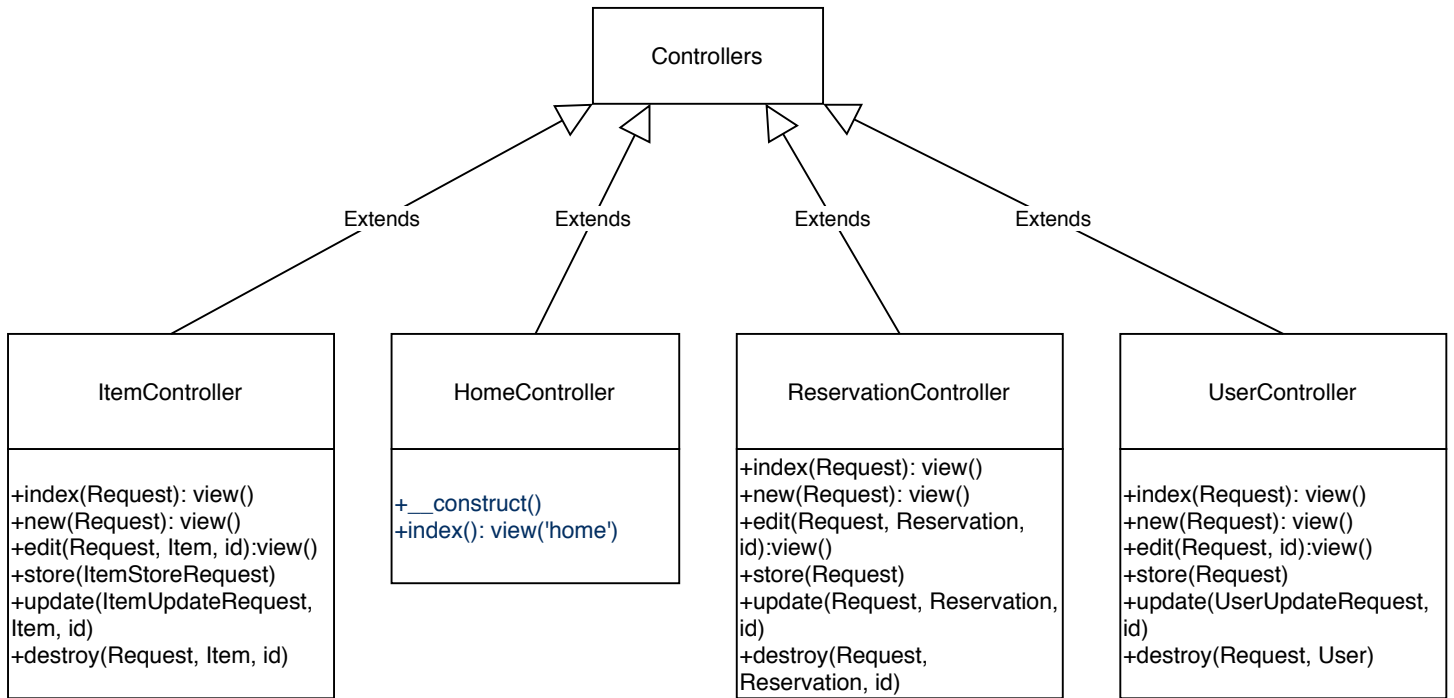 Controllers
Extends
Extends
Extends
Extends
ItemController
+index(Request): view()
+new(Request): view()
+edit(Request, Item, id):view()
+store(ItemStoreRequest)
+update(ItemUpdateRequest,
Item, id)
+destroy(Request, Item, id)
HomeController
+__construct()
+index(): view('home')
ReservationController
+index(Request): view()
+new(Request): view()
+edit(Request, Reservation,
id):view()
+store(Request)
+update(Request, Reservation,
id)
+destroy(Request,
Reservation, id)
UserController
+index(Request): view()
+new(Request): view()
+edit(Request, id):view()
+store(Request)
+update(UserUpdateRequest,
id)
+destroy(Request, User)